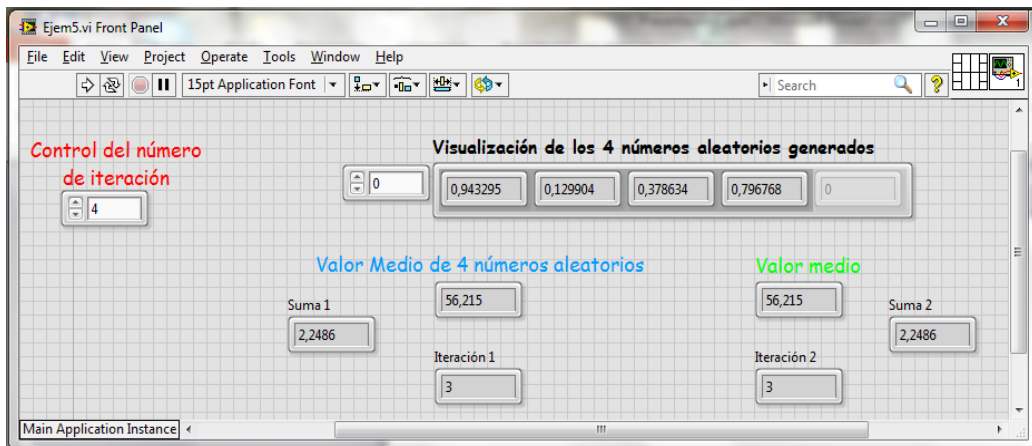 Ejem5.vi Front Panel
File Edit View Project Operate Tools Window Help
15pt Application Font
Search
1
Control del número
de iteración
4
Visualización de los 4 números aleatorios generados
0
0,943295 0,129904 0,378634 0,796768 0
Valor Medio de 4 números aleatorios
Valor medio
Suma 1
56,215
56,215
Suma 2
2,2486
2,2486
Iteración 1
Iteración 2
3
3
Main Application Instance